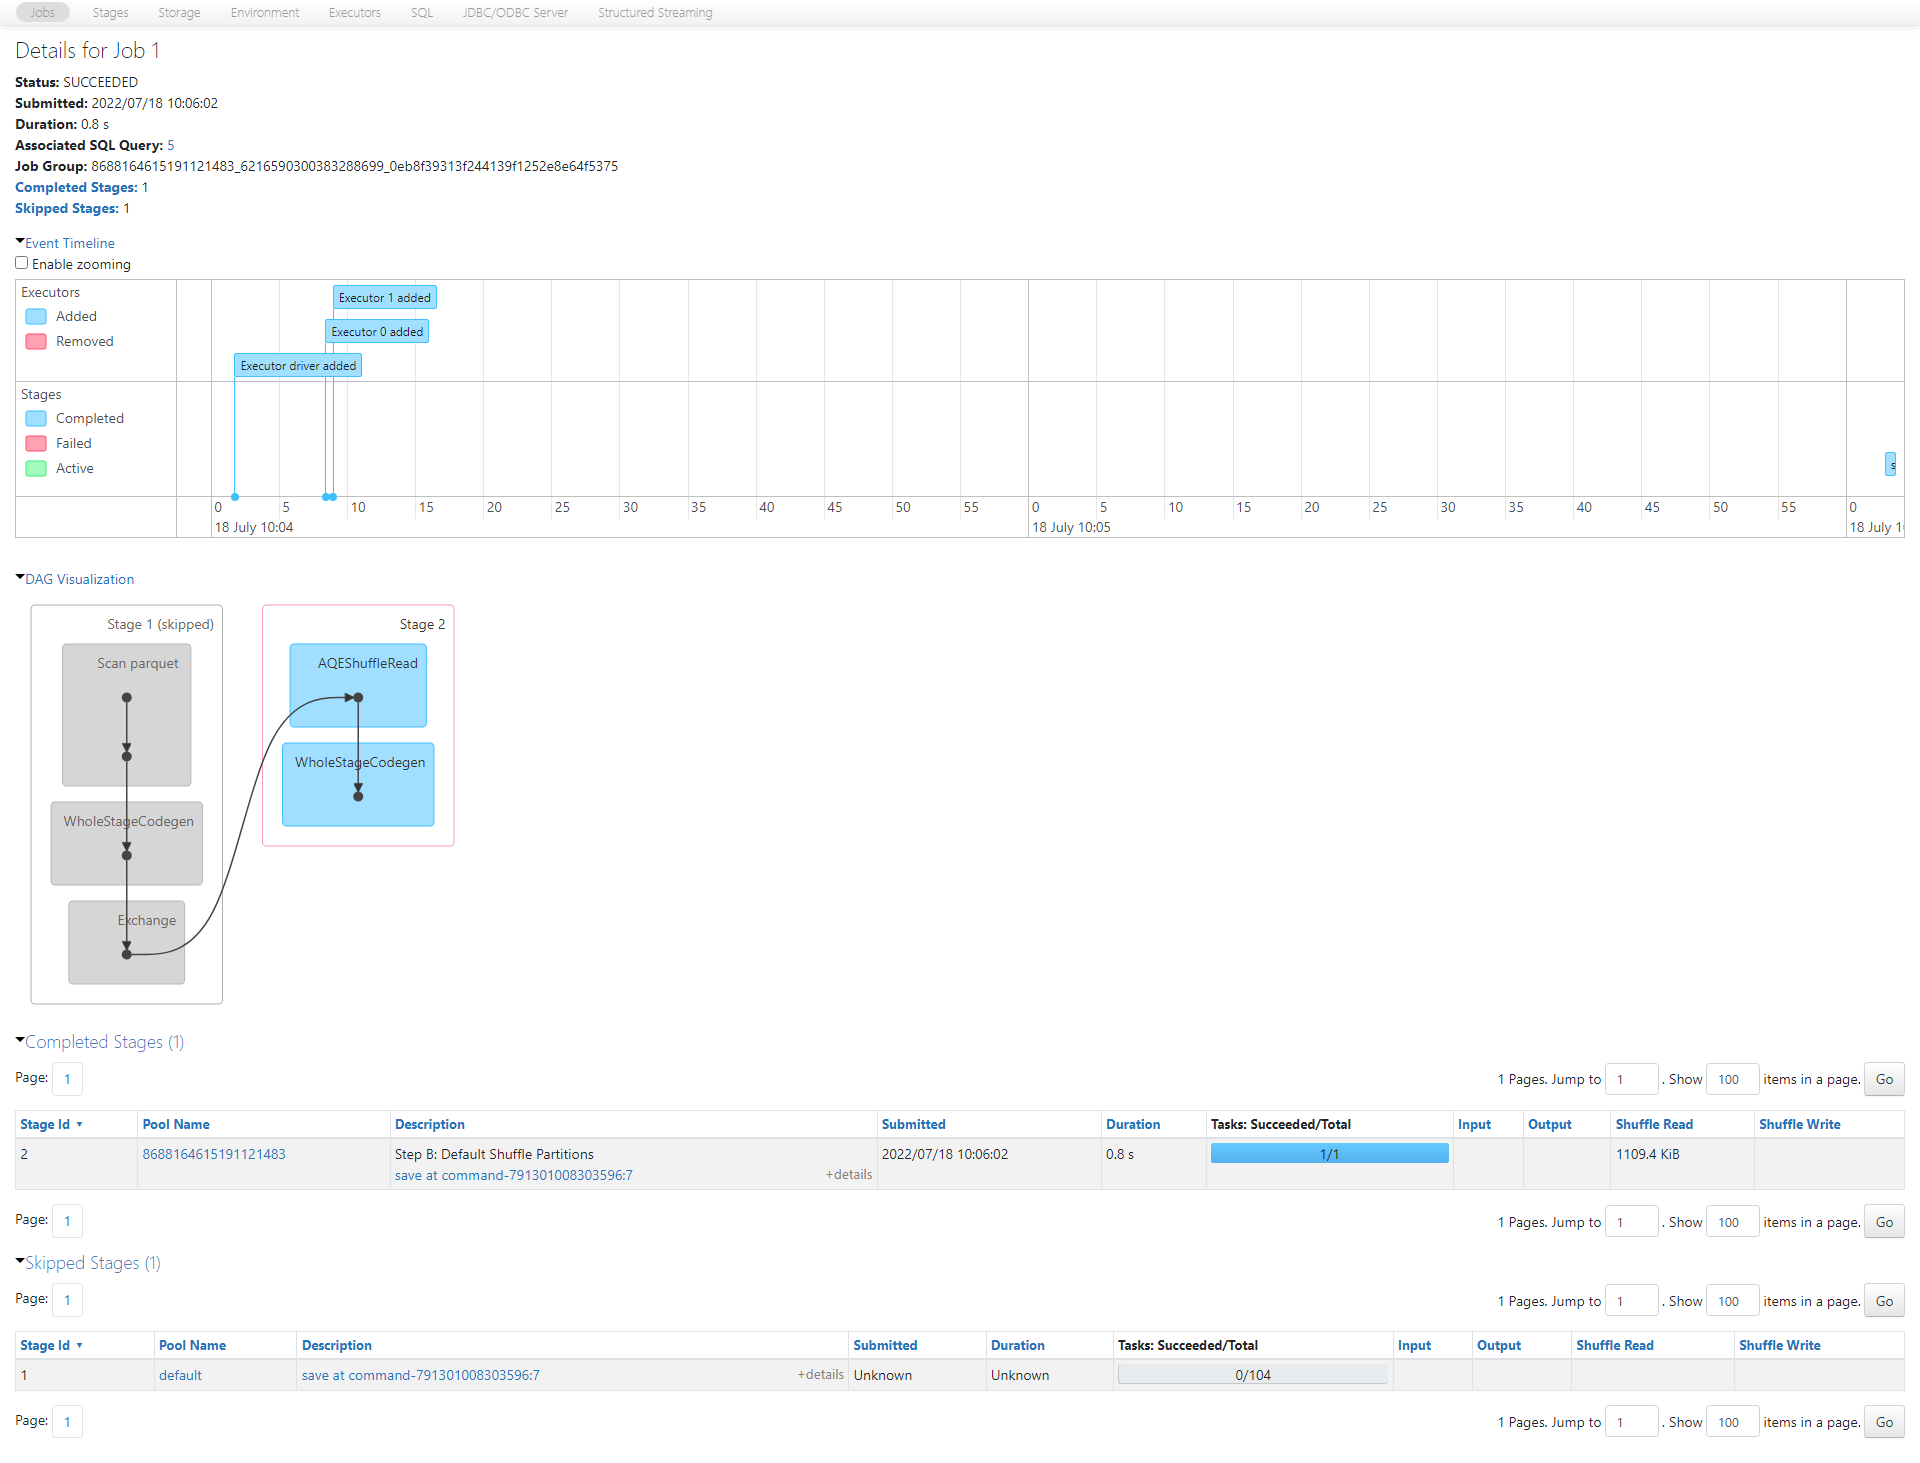 Jobs Stages Storage Environment Executors SQL JDBC/ODBC Server Structured Streaming
Details for Job 1
Status: SUCCEEDED
Submitted: 2022/07/18 10:06:02
Duration: 0.8 s
Associated SQL Query: 5
Job Group: 8688164615191121483_6216590300383288699_0eb8f39313f244139f1252e8e64f5375
Completed Stages: 1
Skipped Stages: 1
Event Timeline
Enable zooming
Executors
Added
Removed
Executor 1 added
Executor 0 added
Executor driver added
Stages
Completed
Failed
Active
s
0 5 10 15 20 25 30 35 40 45 50 55 0 5 10 15 20 25 30 35 40 45 50 55 0
18 July 10:04 18 July 10:05 18 July 1
DAG Visualization
Stage 1 (skipped)
Scan parquet
WholeStageCodegen
Exchange
Stage 2
AQEShuffleRead
WholeStageCodegen
Completed Stages (1)
Page: 1 1 Pages. Jump to 1 . Show 100 items in a page. Go
Stage Id Pool Name Description Submitted Duration Tasks: Succeeded/Total Input Output Shuffle Read Shuffle Write
2 8688164615191121483 Step B: Default Shuffle Partitions 2022/07/18 10:06:02 0.8 s 1/1 1109.4 KiB
save at command-791301008303596:7 +details
Page: 1 1 Pages. Jump to 1 . Show 100 items in a page. Go
Skipped Stages (1)
Page: 1 1 Pages. Jump to 1 . Show 100 items in a page. Go
Stage Id Pool Name Description Submitted Duration Tasks: Succeeded/Total Input Output Shuffle Read Shuffle Write
1 default save at command-791301008303596:7 +details Unknown Unknown 0/104
Page: 1 1 Pages. Jump to 1 . Show 100 items in a page. Go